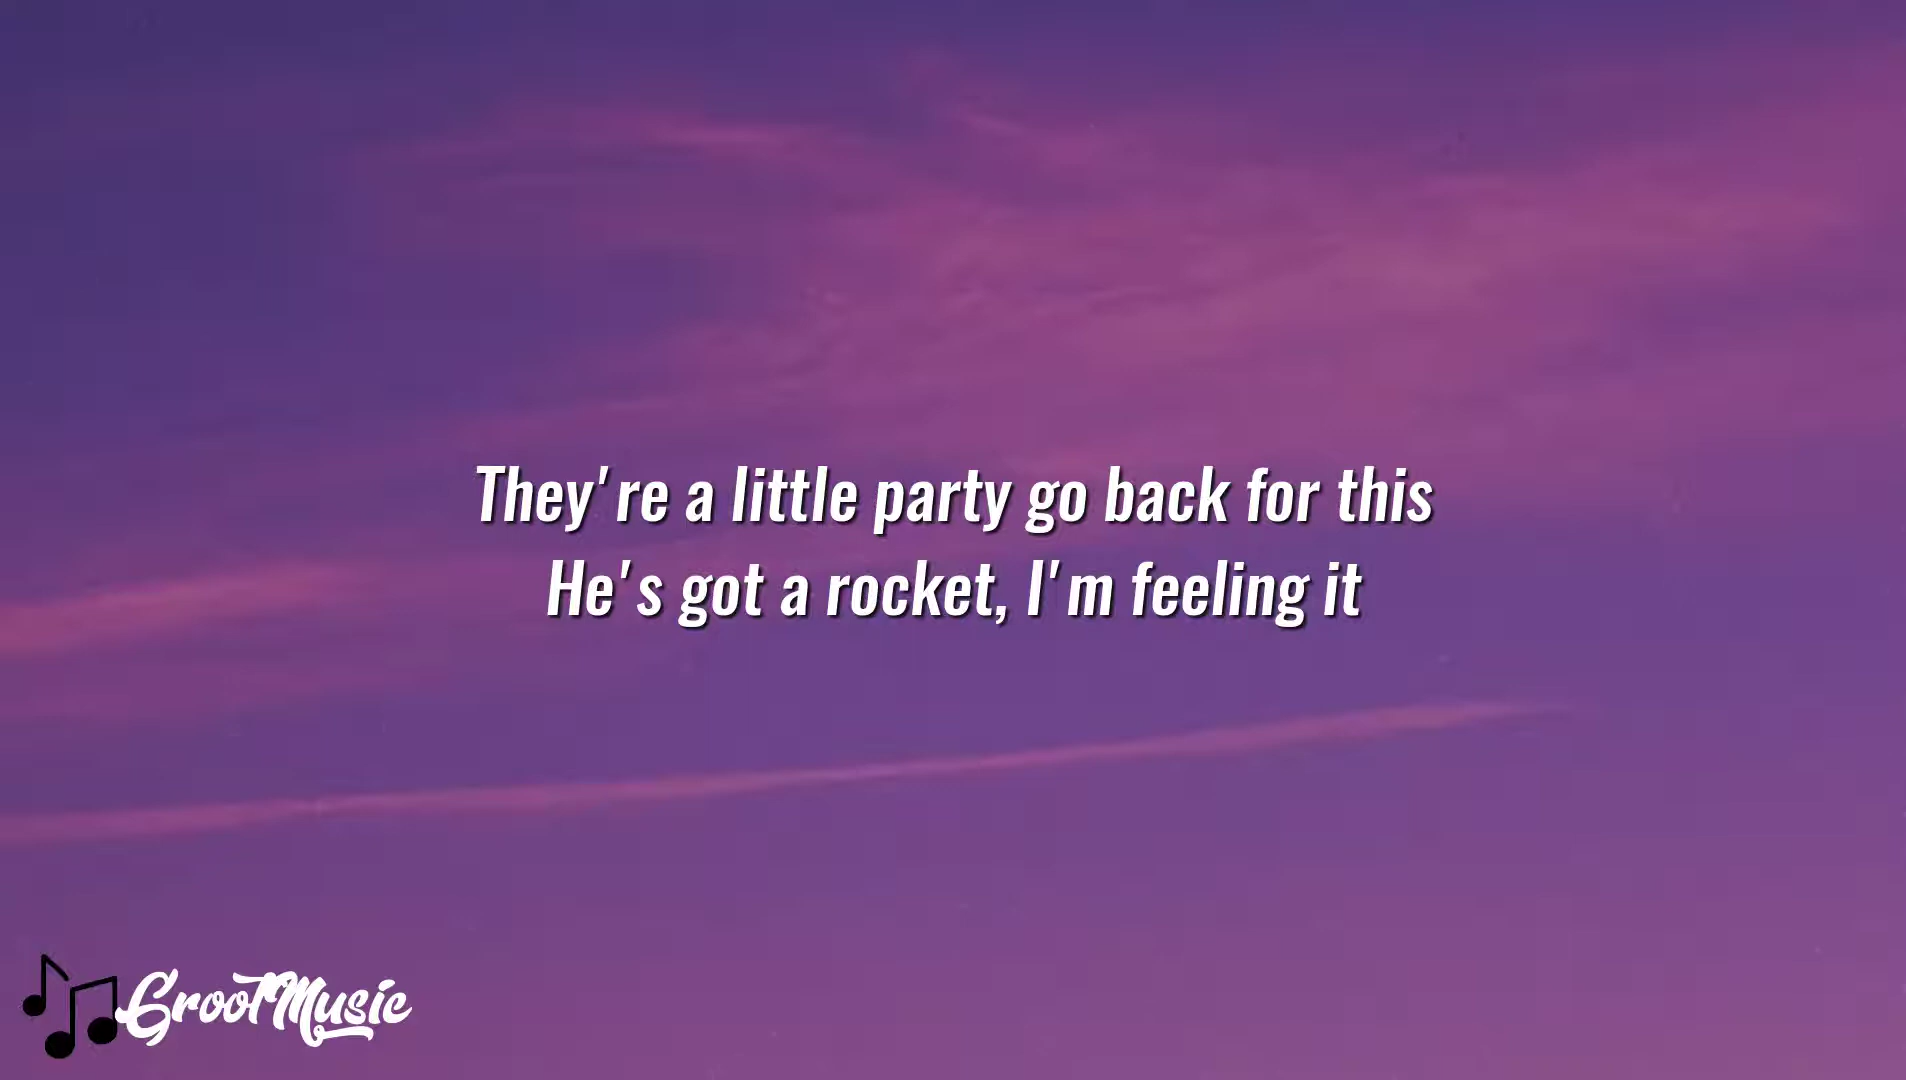 They're a little party go back for this
He's got a rocket, I'm feeling it
GrootMusic